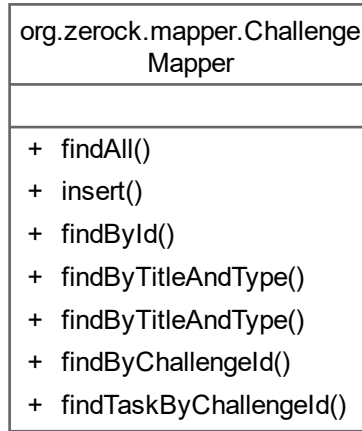 org.zerock.mapper.Challenge
Mapper
+ findAll()
+ insert()
+ findById()
+ findByTitleAndType()
+ findByTitleAndType()
+ findByChallengeId()
+ findTaskByChallengeId()